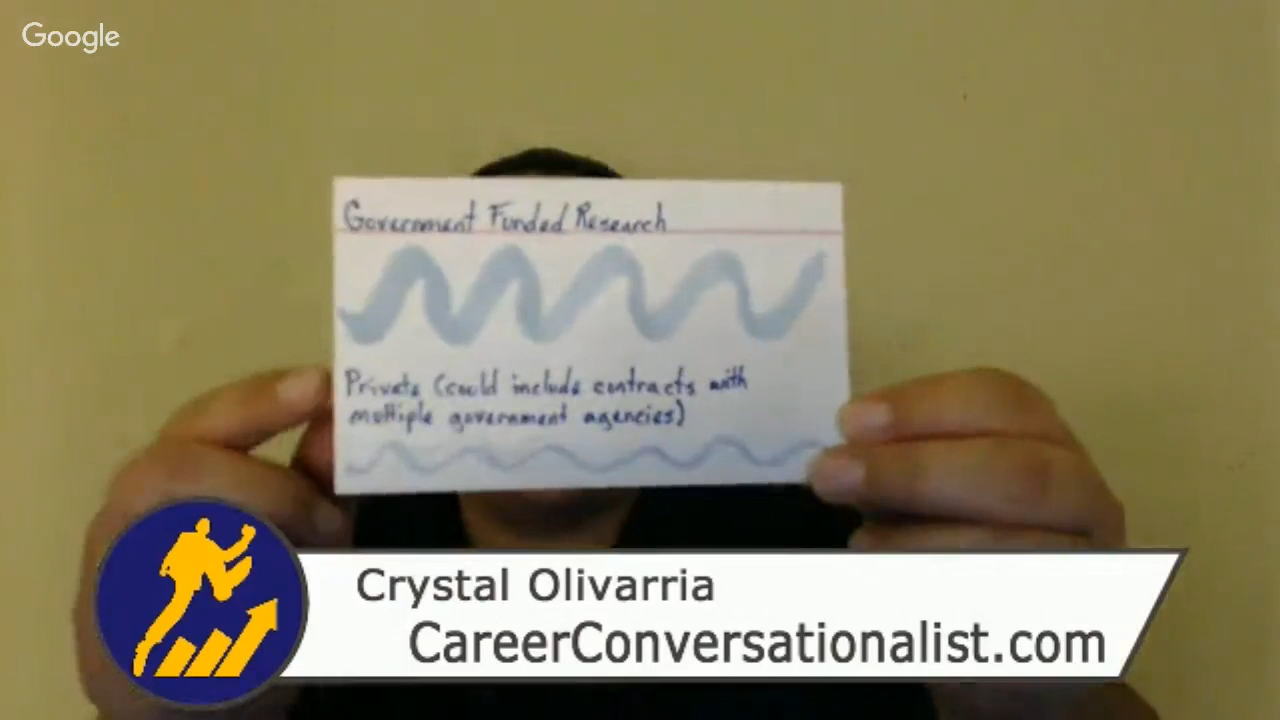 Google
Government Funded Research
Private (could include contracts with
multiple government agencies)
Crystal Olivarria
CareerConversationalist.com